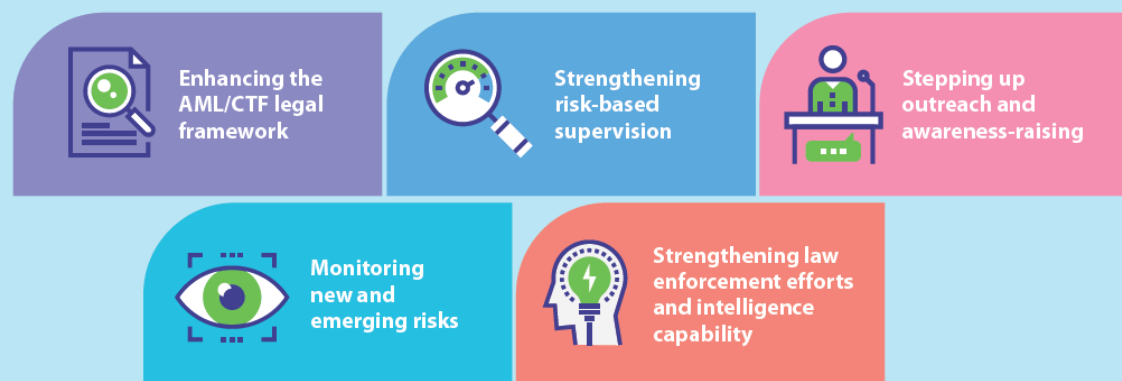 Enhancing the
AML/CTF legal
framework
Strengthening
risk-based
supervision
Stepping up
outreach and
awareness-raising
Monitoring
new and
emerging risks
Strengthening law
enforcement efforts
and intelligence
capability